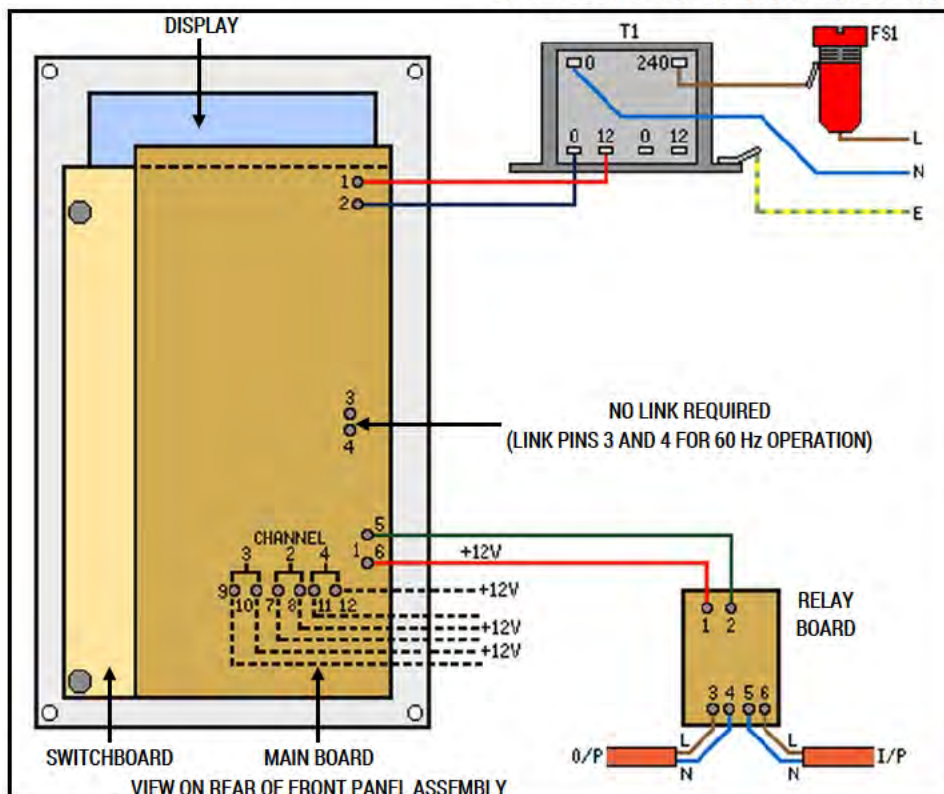 DISPLAY
T1
FS1
0 240
0 12 0 12
L
N
E
1
2
3
4
NO LINK REQUIRED
(LINK PINS 3 AND 4 FOR 60 Hz OPERATION)
CHANNEL
3 2 4 1
5
6
+12V
9 10 7 8 11 12
+12V
+12V
+12V
1 2
RELAY
BOARD
3 4 5 6
O/P L N
L N I/P
SWITCHBOARD
MAIN BOARD
VIEW ON REAR OF FRONT PANEL ASSEMBLY